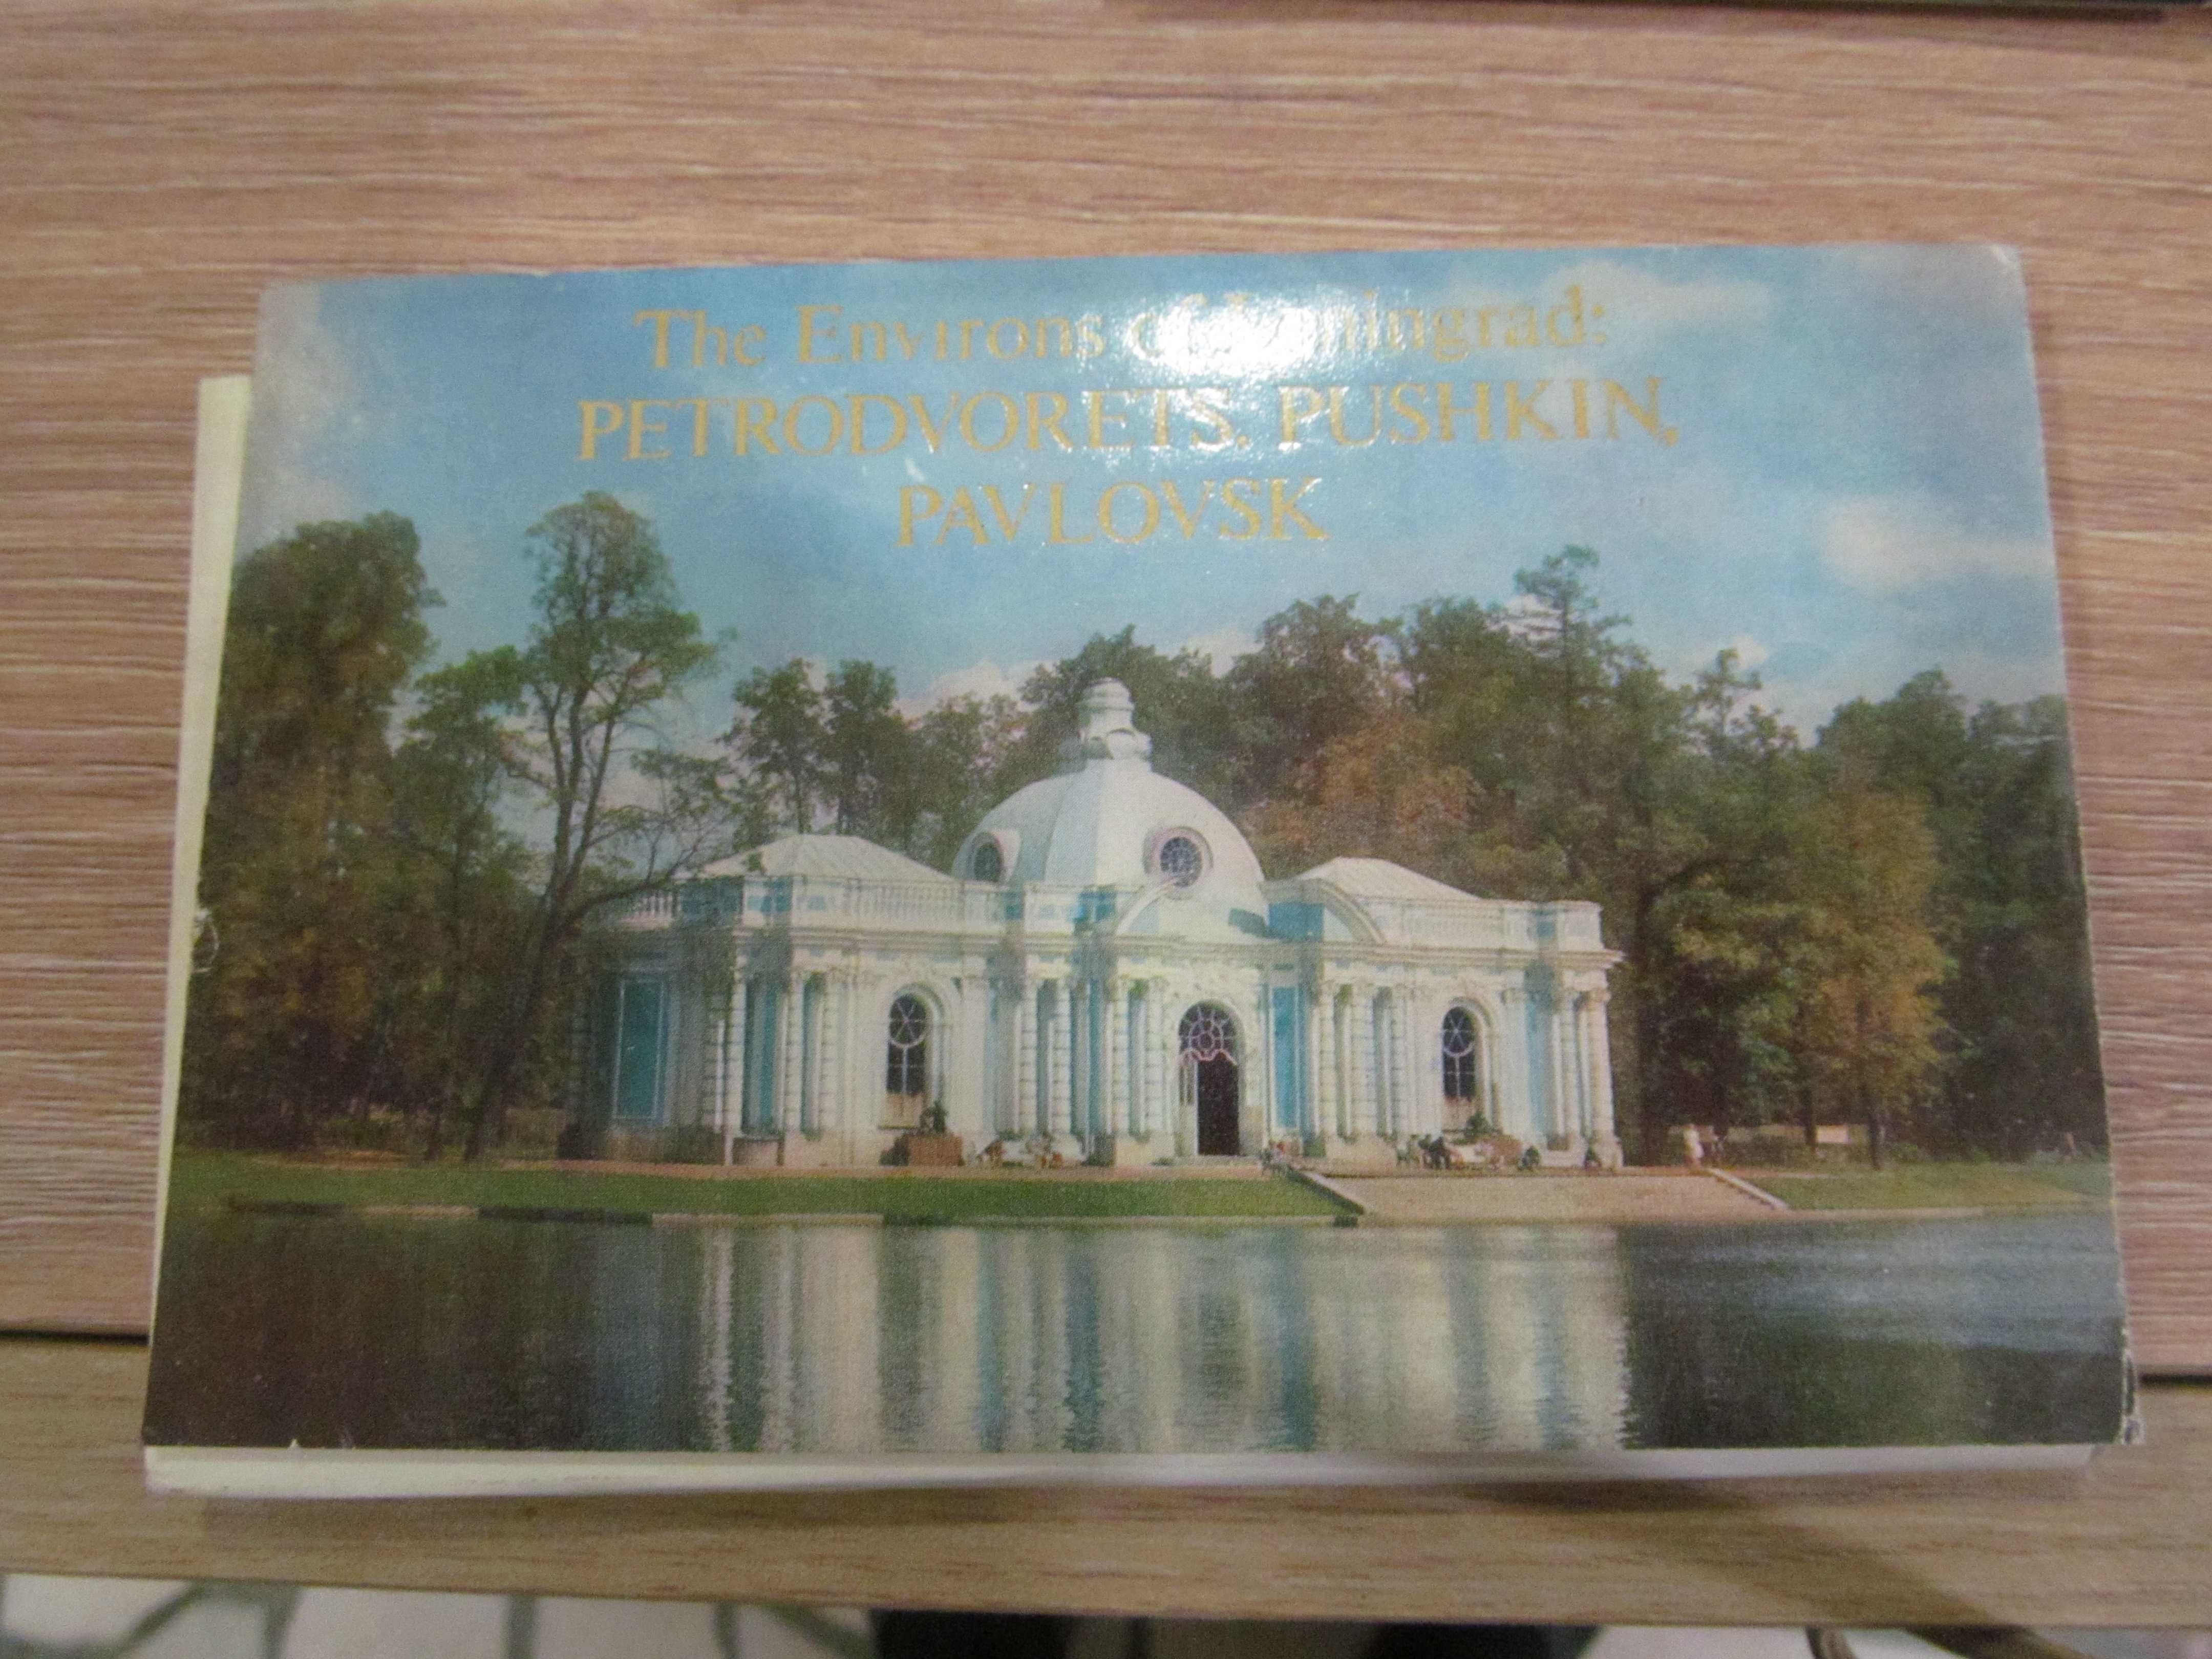 The Environs of Leningrad:
PETRODVORETS, PUSHKIN,
PAVLOVSK